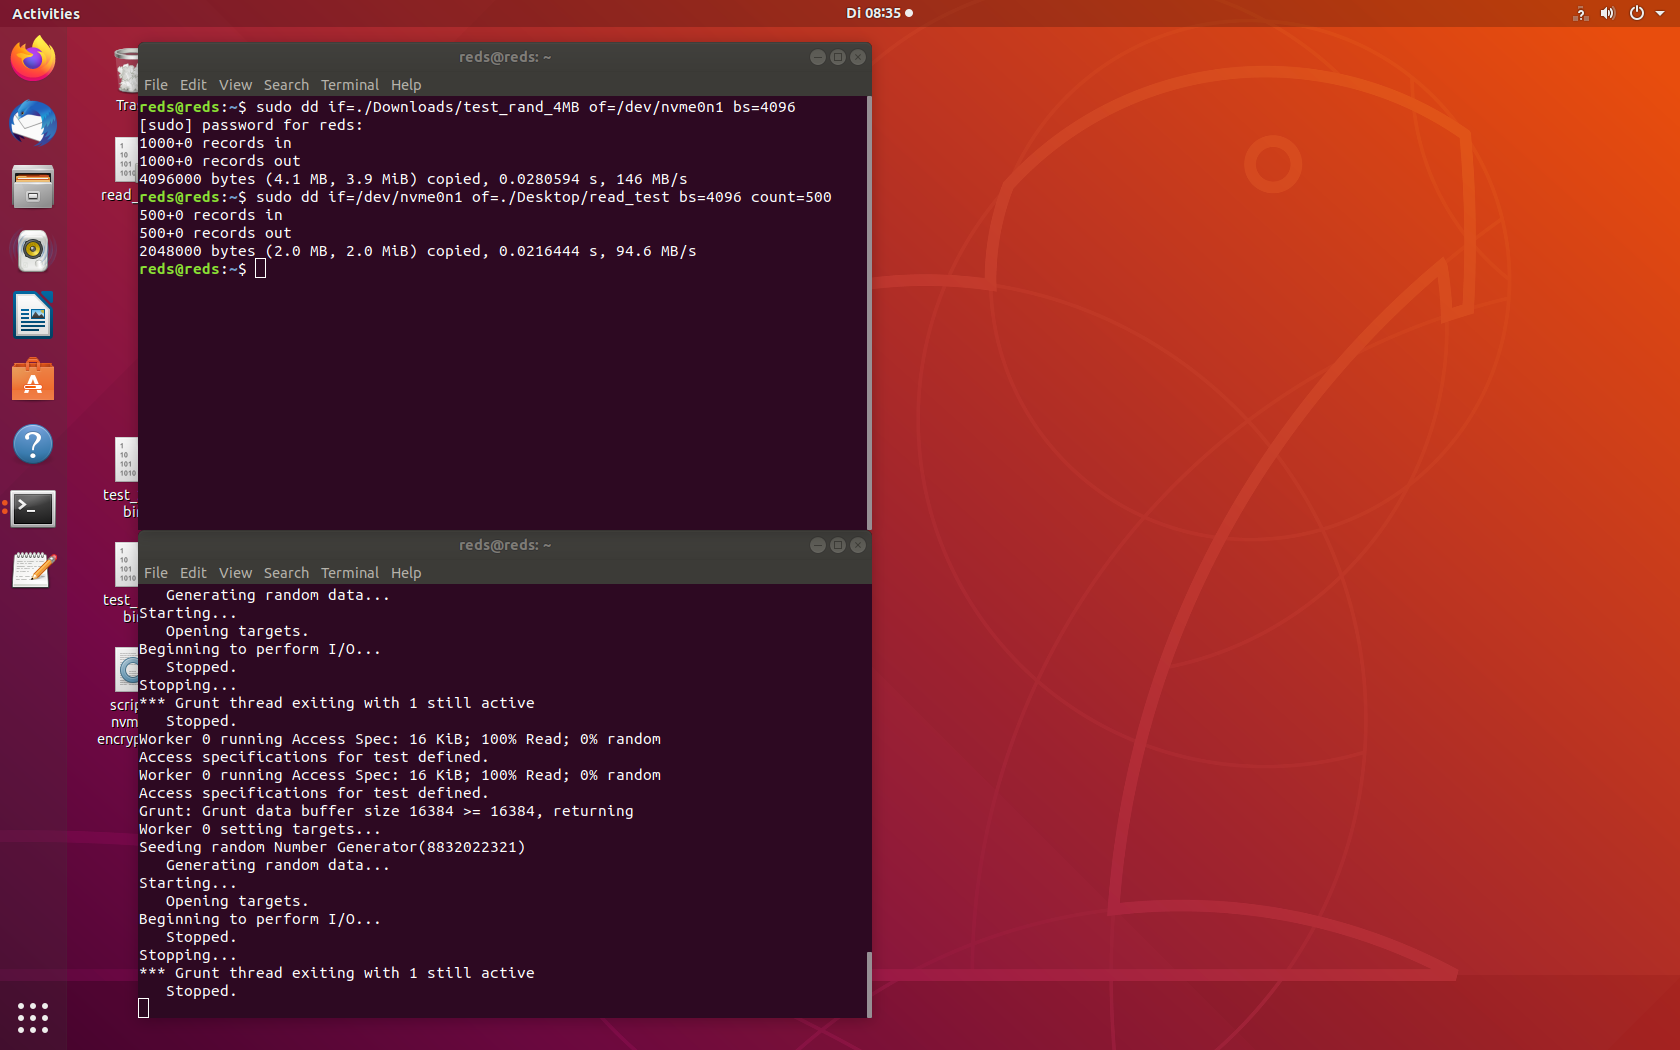 Activities
Di 08:35
Tra
read_
test_
bi
test_
bi
scrip
nvm
encryp
reds@reds: ~
File Edit View Search Terminal Help
reds@reds:~$ sudo dd if=./Downloads/test_rand_4MB of=/dev/nvme0n1 bs=4096
[sudo] password for reds:
1000+0 records in
1000+0 records out
4096000 bytes (4.1 MB, 3.9 MiB) copied, 0.0280594 s, 146 MB/s
reds@reds:~$ sudo dd if=/dev/nvme0n1 of=./Desktop/read_test bs=4096 count=500
500+0 records in
500+0 records out
2048000 bytes (2.0 MB, 2.0 MiB) copied, 0.0216444 s, 94.6 MB/s
reds@reds:~$
reds@reds: ~
File Edit View Search Terminal Help
Generating random data...
Starting...
Opening targets.
Beginning to perform I/O...
Stopped.
Stopping...
*** Grunt thread exiting with 1 still active
Stopped.
Worker 0 running Access Spec: 16 KiB; 100% Read; 0% random
Access specifications for test defined.
Worker 0 running Access Spec: 16 KiB; 100% Read; 0% random
Access specifications for test defined.
Grunt: Grunt data buffer size 16384 >= 16384, returning
Worker 0 setting targets...
Seeding random Number Generator(8832022321)
Generating random data...
Starting...
Opening targets.
Beginning to perform I/O...
Stopped.
Stopping...
*** Grunt thread exiting with 1 still active
Stopped.